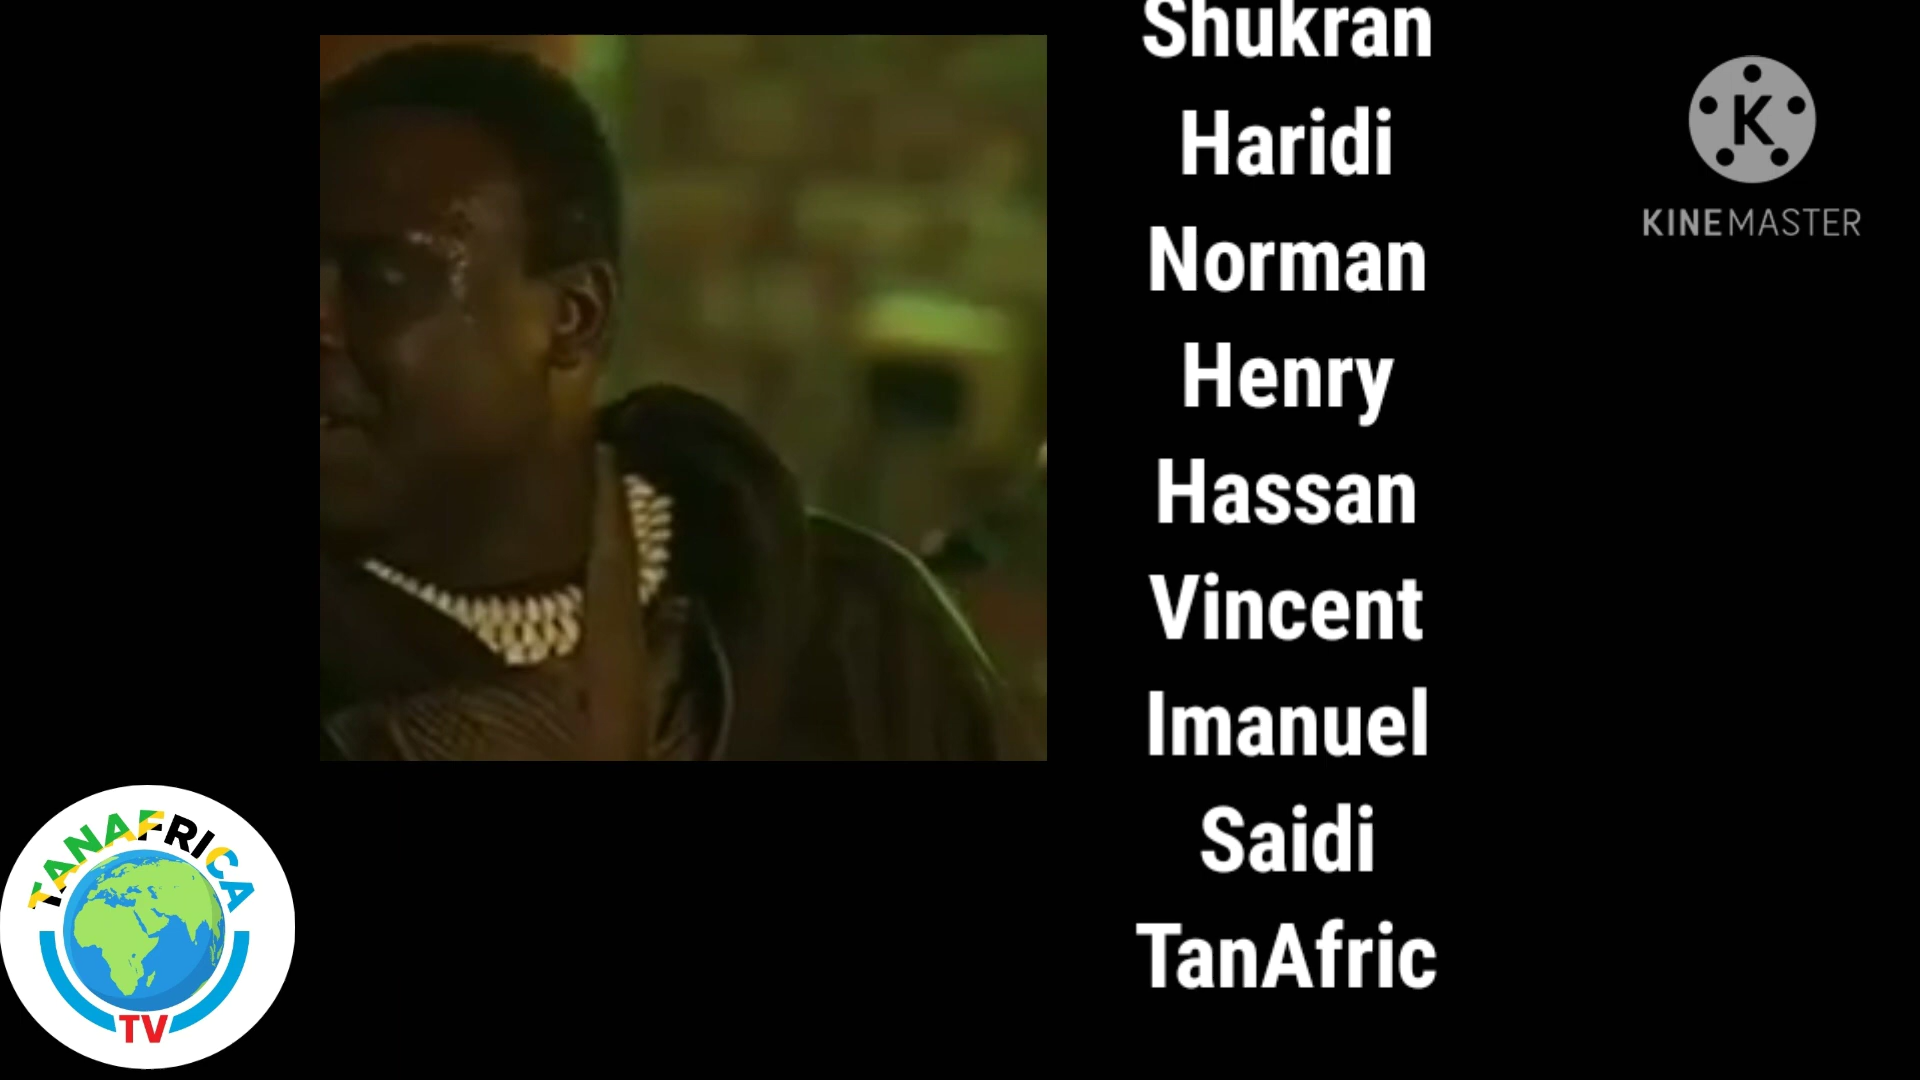 Shukran
Haridi
Norman
Henry
Hassan
Vincent
Imanuel
Saidi
TanAfric
K
KINEMASTER
TANAFRICA
TV